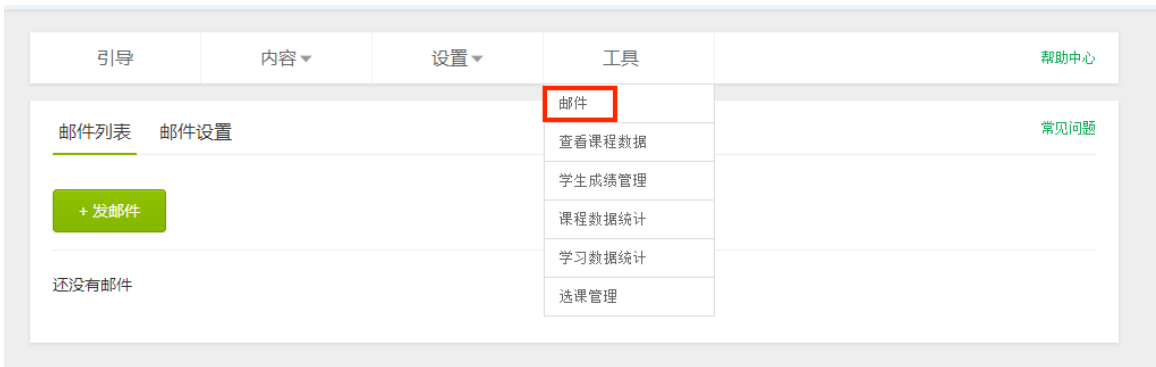 引导 内容 设置 工具 帮助中心
邮件
邮件列表 邮件设置 常见问题
查看课程数据
学生成绩管理
+ 发邮件
课程数据统计
学习数据统计
还没有邮件
选课管理